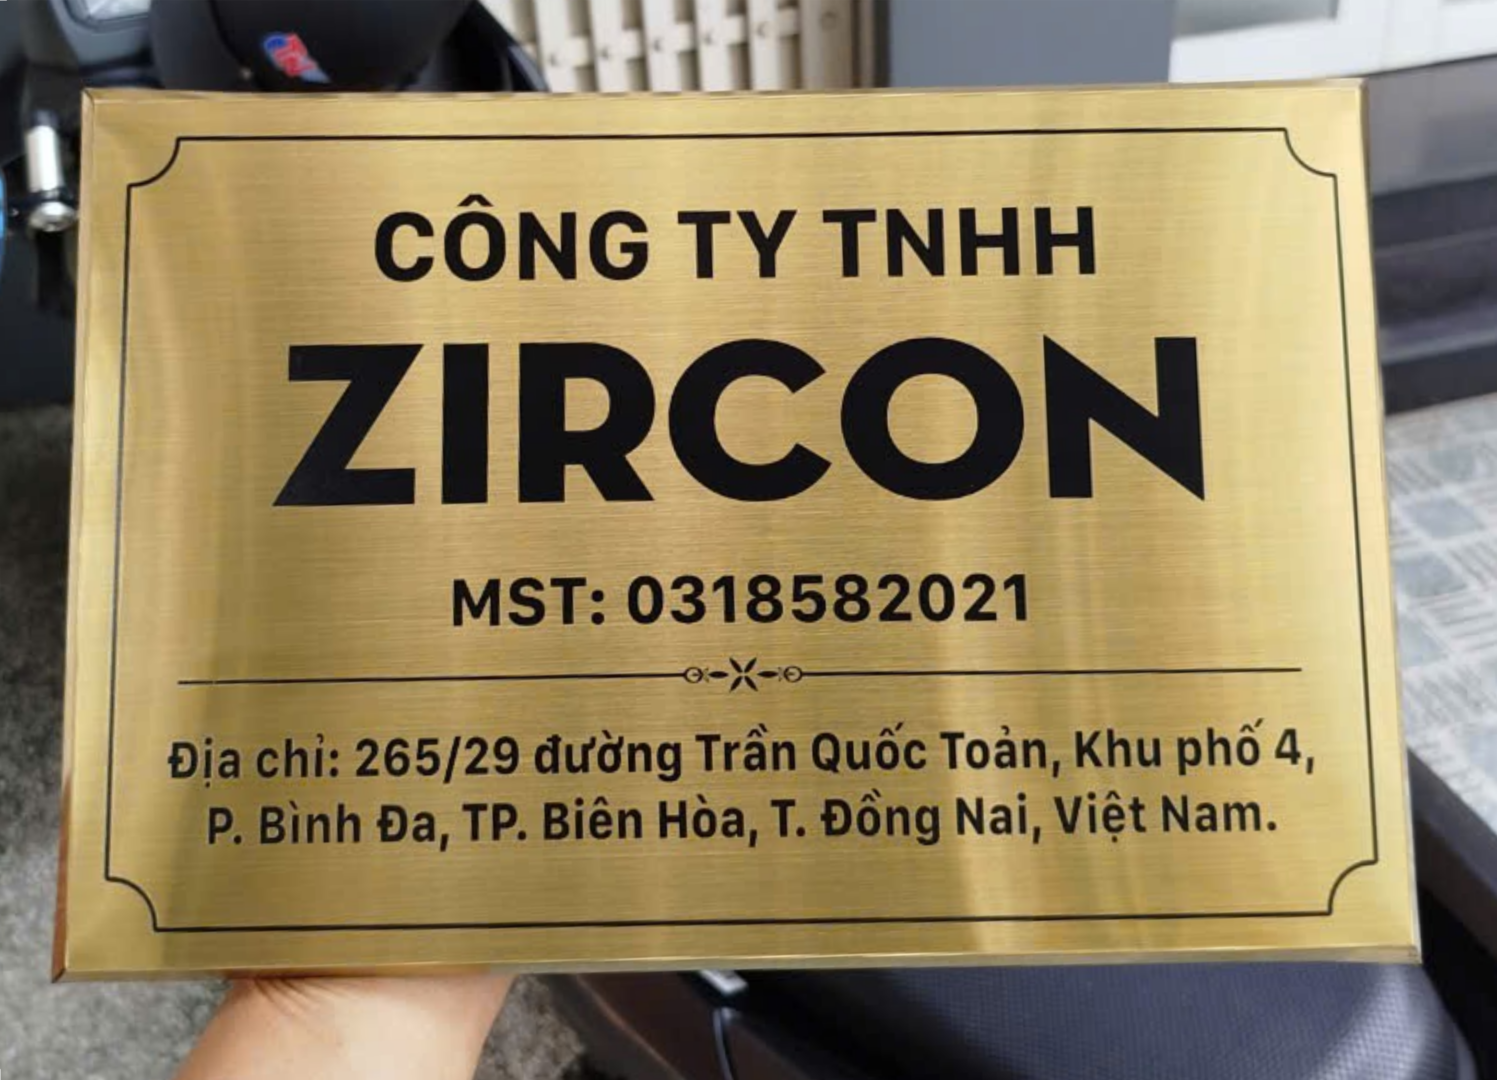 CÔNG TY TNHH
ZIRCON
MST: 0318582021
Địa chỉ: 265/29 đường Trần Quốc Toản, Khu phố 4,
P. Bình Đa, TP. Biên Hòa, T. Đồng Nai, Việt Nam.